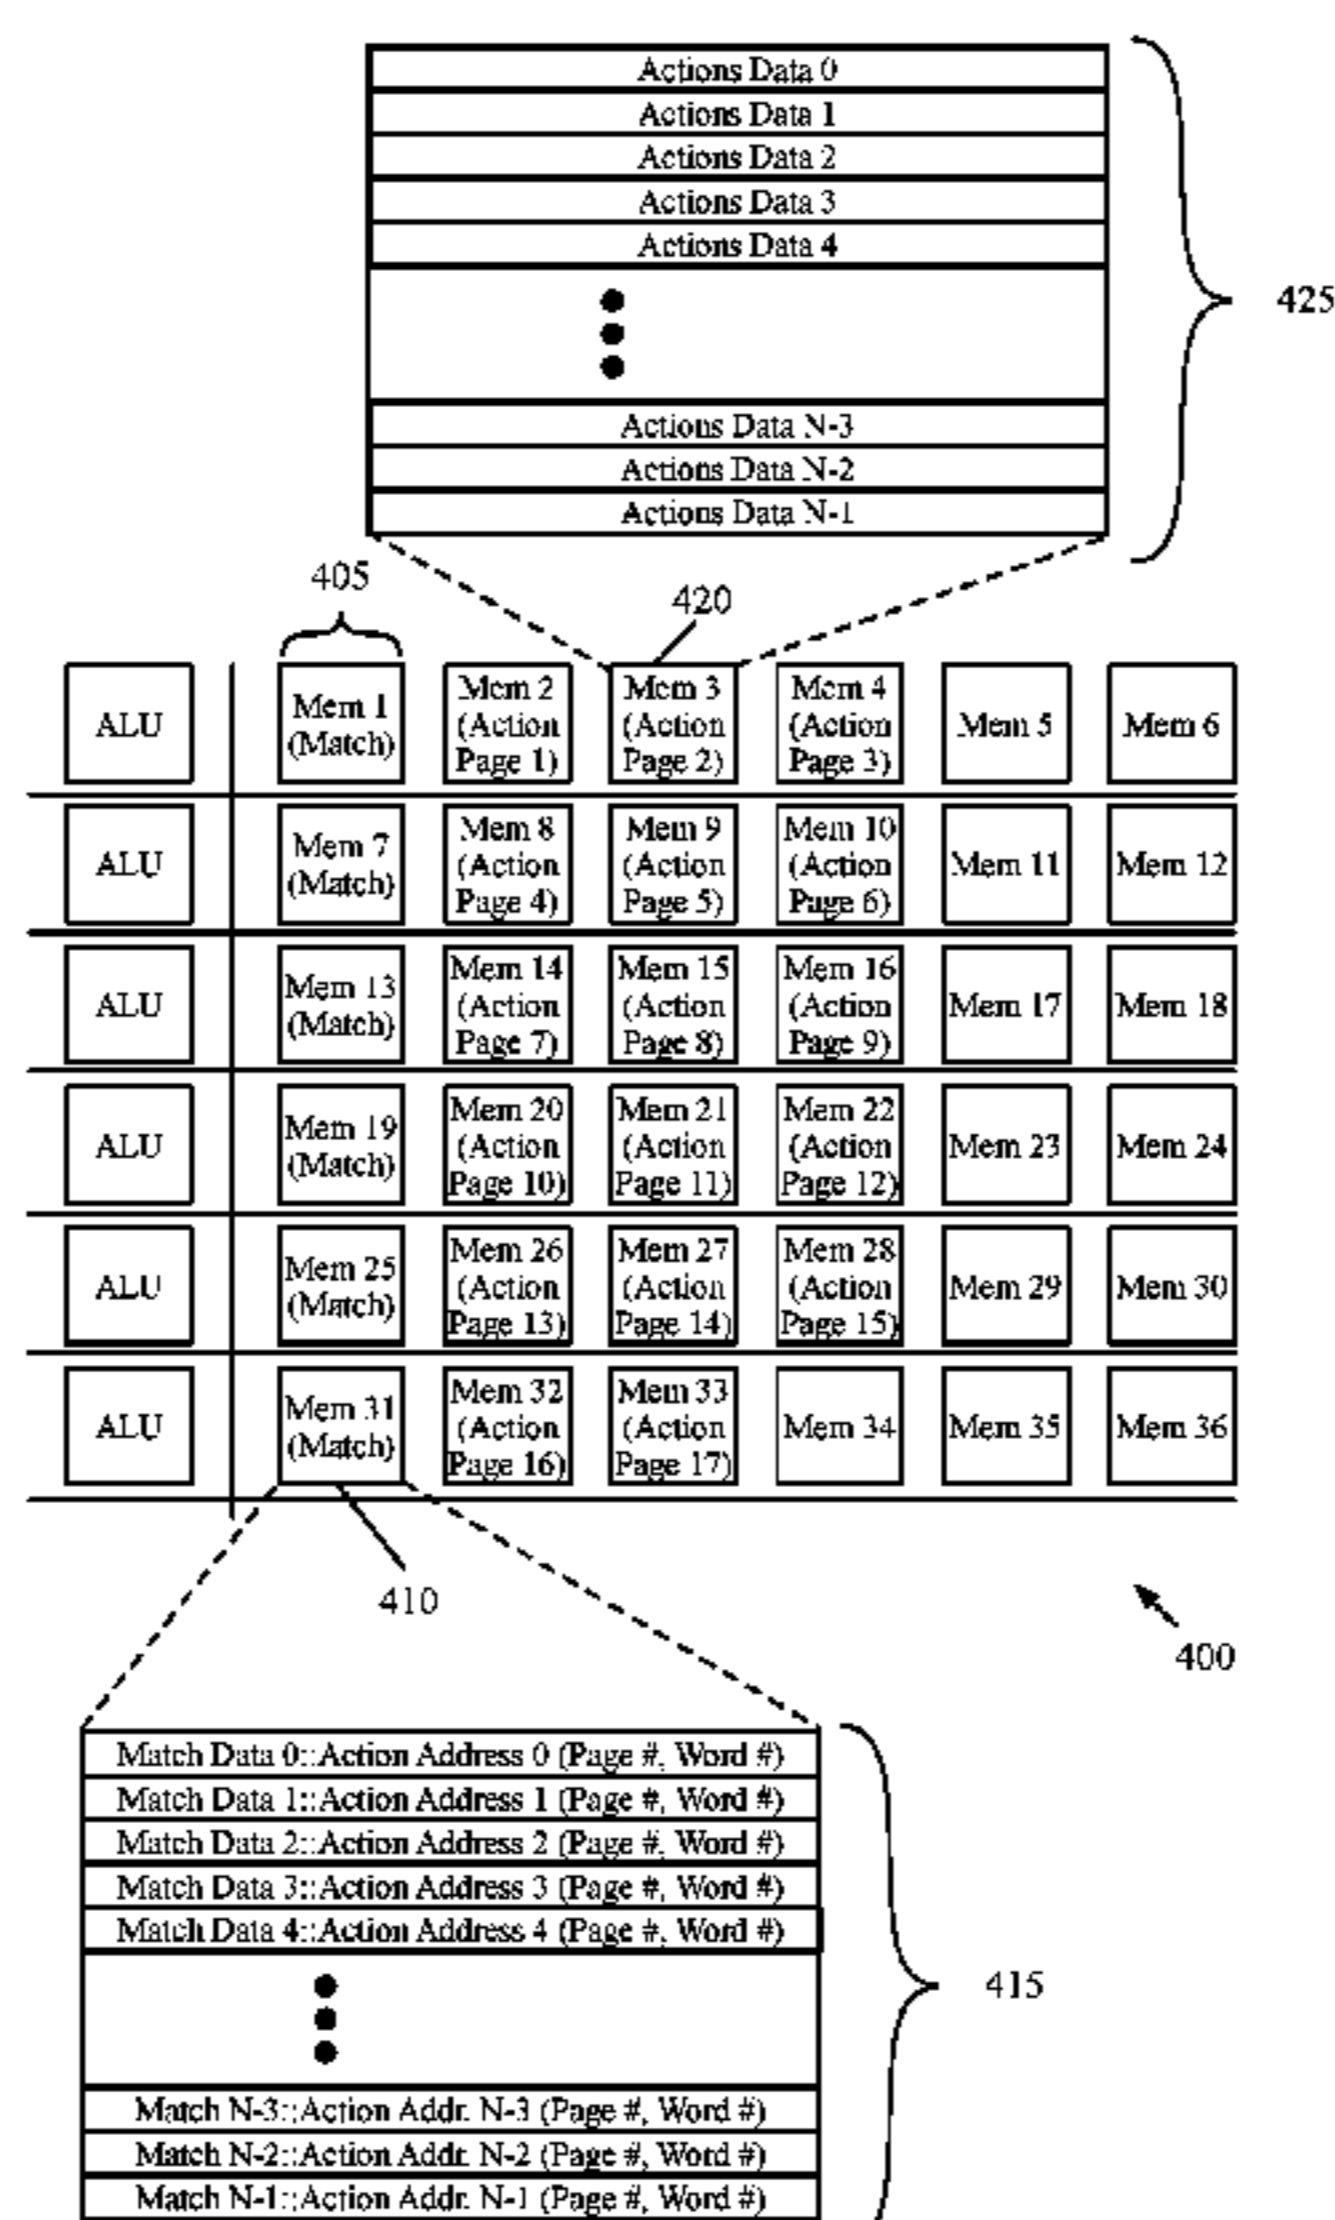 Actions Data 0
Actions Data 1
Actions Data 2
Actions Data 3
Actions Data 4
425
Actions Data N-3
Actions Data N-2
Actions Data N-1
405
420
ALU
Mem 1
(Match)
Mem 2
(Action
Page 1)
Mem 3
(Action
Page 2)
Mem 4
(Action
Page 3)
Mem 5
Mem 6
ALU
Mem 7
(Match)
Mem 8
(Action
Page 4)
Mem 9
(Action
Page 5)
Mem 10
(Action
Page 6)
Mem 11
Mem 12
ALU
Mem 13
(Match)
Mem 14
(Action
Page 7)
Mem 15
(Action
Page 8)
Mem 16
(Action
Page 9)
Mem 17
Mem 18
ALU
Mem 19
(Match)
Mem 20
(Action
Page 10)
Mem 21
(Action
Page 11)
Mem 22
(Action
Page 12)
Mem 23
Mem 24
ALU
Mem 25
(Match)
Mem 26
(Action
Page 13)
Mem 27
(Action
Page 14)
Mem 28
(Action
Page 15)
Mem 29
Mem 30
ALU
Mem 31
(Match)
Mem 32
(Action
Page 16)
Mem 33
(Action
Page 17)
Mem 34
Mem 35
Mem 36
410
400
Match Data 0::Action Address 0 (Page #, Word #)
Match Data 1::Action Address 1 (Page #, Word #)
Match Data 2::Action Address 2 (Page #, Word #)
Match Data 3::Action Address 3 (Page #, Word #)
Match Data 4::Action Address 4 (Page #, Word #)
415
Match N-3::Action Addr. N-3 (Page #, Word #)
Match N-2::Action Addr. N-2 (Page #, Word #)
Match N-1::Action Addr. N-1 (Page #, Word #)